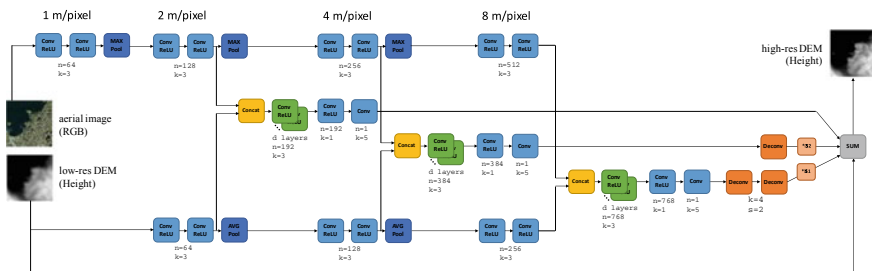 1 m/pixel
2 m/pixel
4 m/pixel
8 m/pixel
Conv ReLU
Conv ReLU
MAX Pool
n=64
k=3
Conv ReLU
Conv ReLU
MAX Pool
n=128
k=3
Conv ReLU
Conv ReLU
MAX Pool
n=256
k=3
Conv ReLU
Conv ReLU
n=512
k=3
high-res DEM
(Height)
aerial image
(RGB)
Concat
Conv ReLU
d layers
n=192
k=3
Conv ReLU
n=192
k=1
Conv
n=1
k=5
low-res DEM
(Height)
Concat
Conv ReLU
d layers
n=384
k=3
Conv ReLU
n=384
k=1
Conv
n=1
k=5
Deconv
SUM
Concat
Conv ReLU
d layers
n=768
k=3
Conv ReLU
n=768
k=1
Conv
n=1
k=5
Deconv
Deconv
k=4
s=2
Conv ReLU
Conv ReLU
AVG Pool
n=64
k=3
Conv ReLU
Conv ReLU
AVG Pool
n=128
k=3
Conv ReLU
Conv ReLU
n=256
k=3